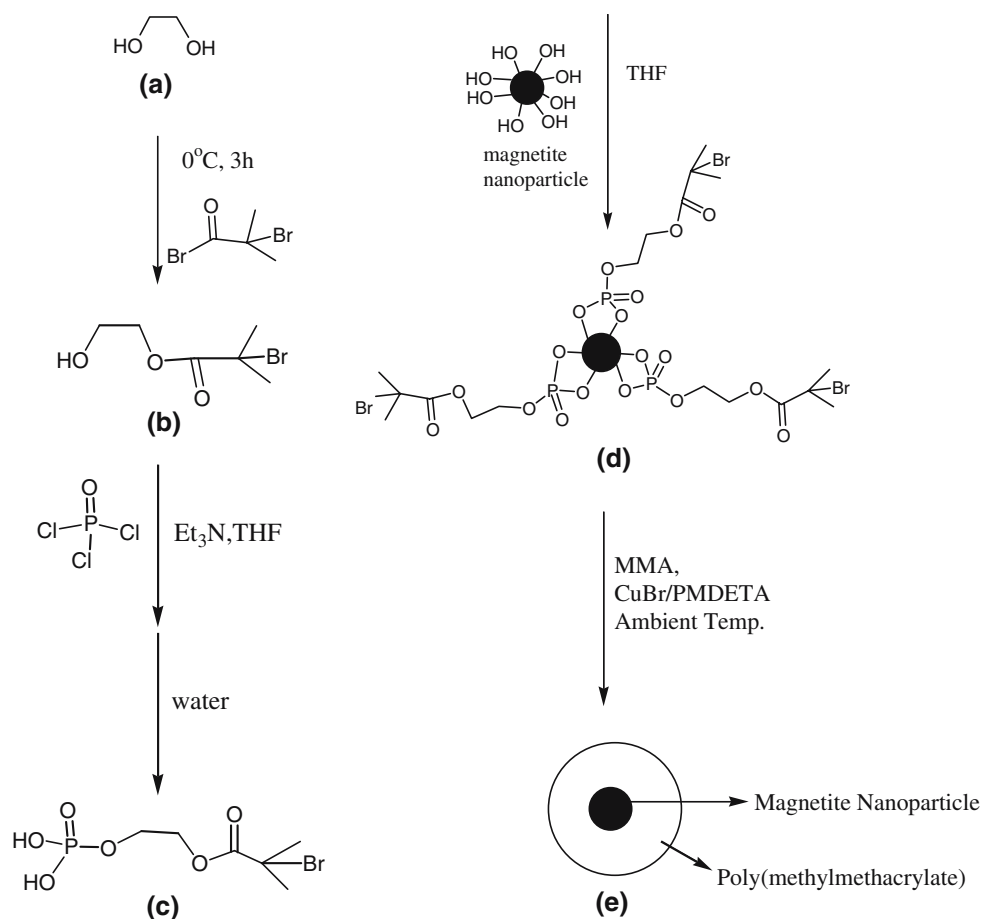 HO OH
(a)
0°C, 3h
O
Br
Br
HO
O
Br
O
(b)
O
Cl P Cl
Cl
Et₃N,THF
water
O
HO P
O
HO
O
O
Br
(c)
OH OH
HO OH
HO OH
HO OH
magnetite
nanoparticle
THF
Br
O
O
O
P O
O O
O O O
Br O O P O O P O Br
O O O O O
(d)
MMA,
CuBr/PMDETA
Ambient Temp.
Magnetite Nanoparticle
Poly(methylmethacrylate)
(e)